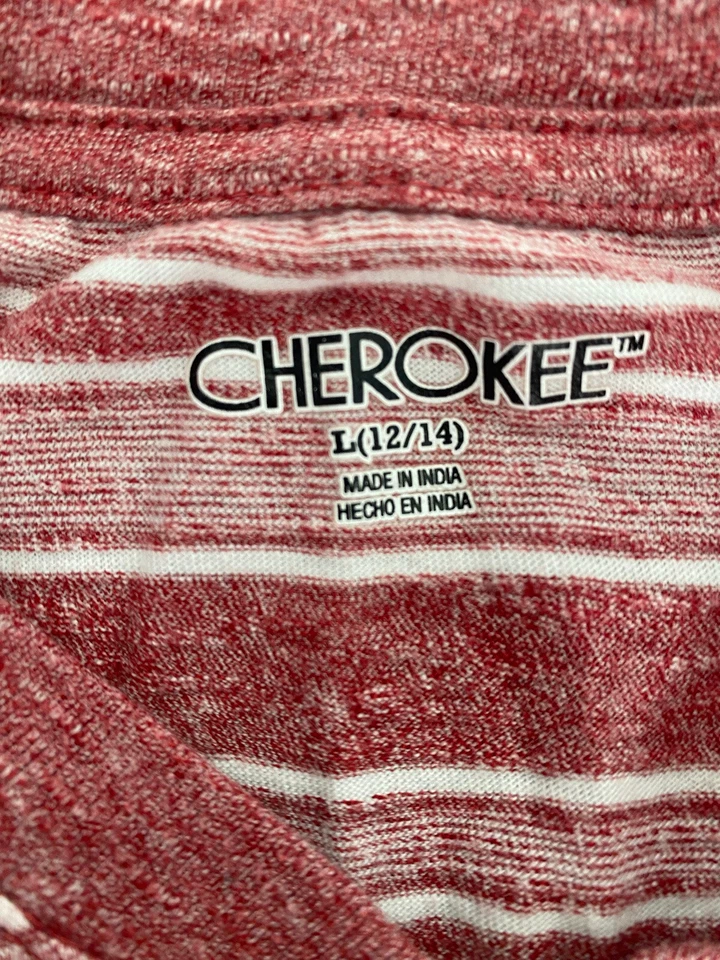 CHEROKEE™
L(12/14)
MADE IN INDIA
HECHO EN INDIA